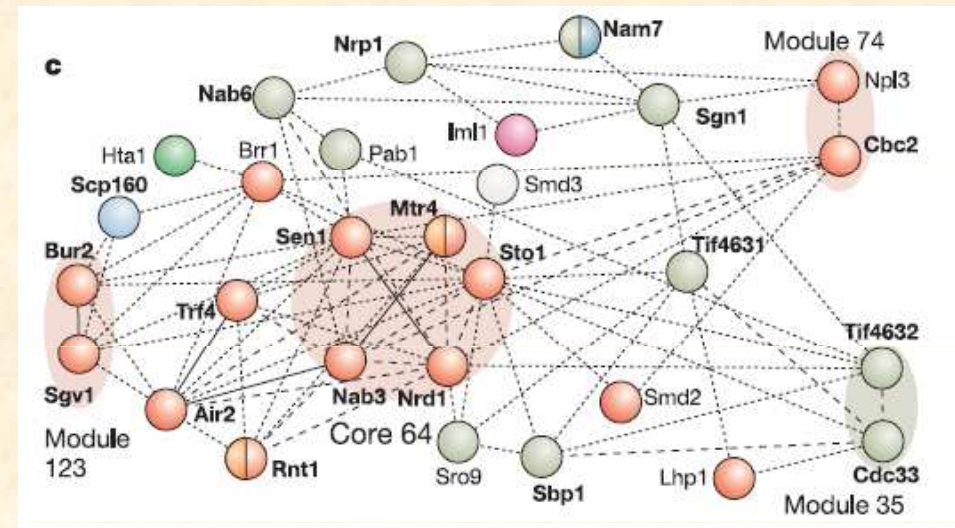 c
Nrp1
Nam7
Module 74
Npl3
Nab6
Sgn1
Iml1
Cbc2
Hta1
Brr1
Pab1
Scp160
Smd3
Mtr4
Sen1
Sto1
Bur2
Tif4631
Trf4
Tif4632
Sgv1
Nab3
Nrd1
Smd2
Air2
Module
123
Core 64
Rnt1
Sro9
Sbp1
Lhp1
Cdc33
Module 35